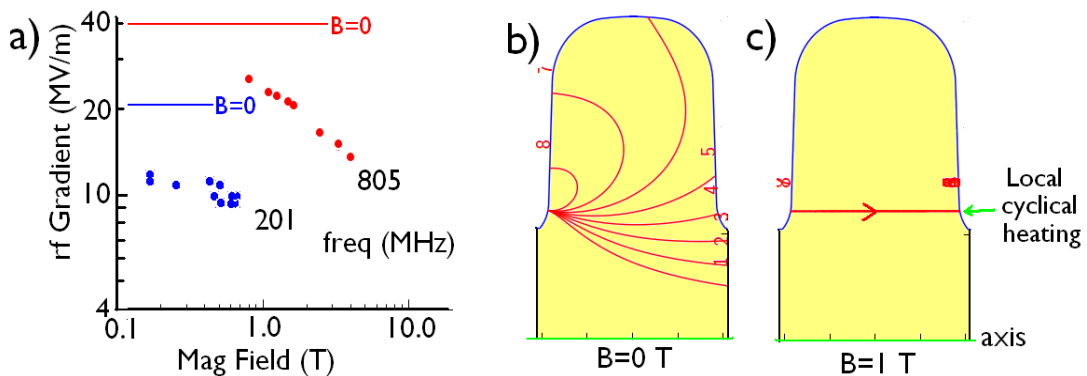 a)
rf Gradient (MV/m)
40
20
10
4
B=0
B=0
805
201
freq (MHz)
0.1
1.0
10.0
Mag Field (T)
b)
7
8
5
4
3
2
1
B=0 T
c)
8
Local
cyclical
heating
axis
B=1 T